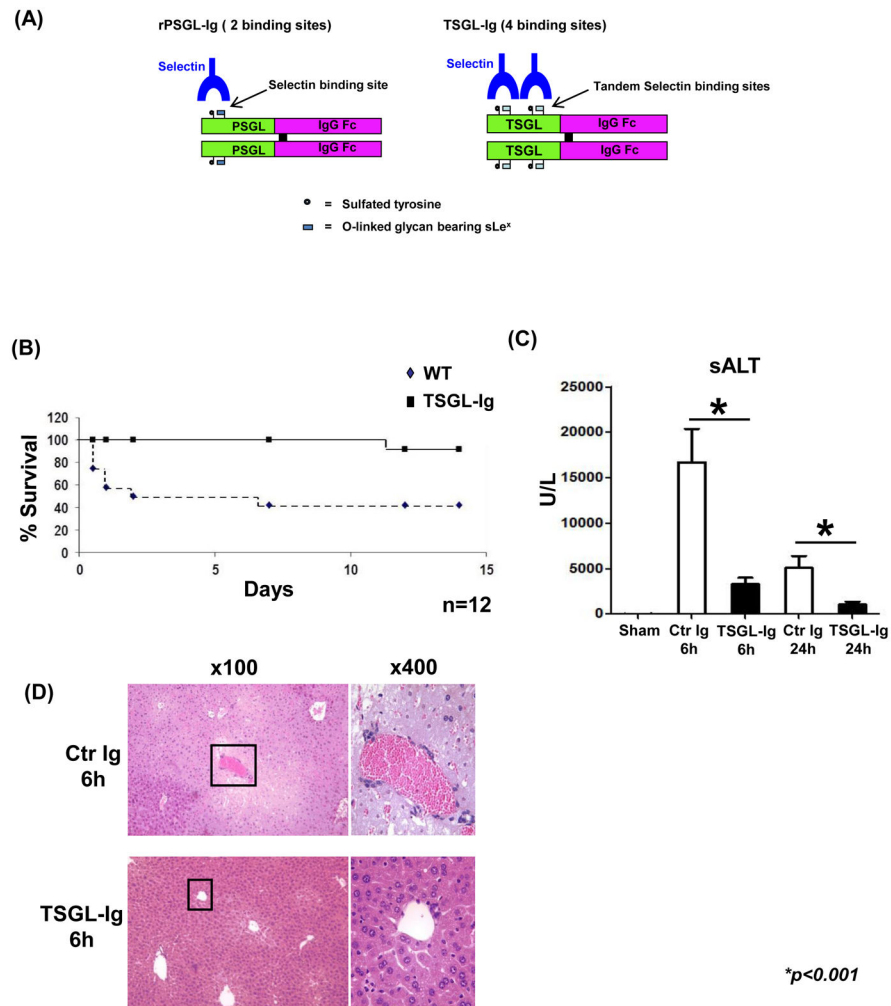 (A)
rPSGL-Ig ( 2 binding sites)
TSGL-Ig (4 binding sites)
Selectin
Selectin binding site
Selectin
Tandem Selectin binding sites
PSGL
IgG Fc
PSGL
IgG Fc
TSGL
IgG Fc
TSGL
IgG Fc
= Sulfated tyrosine
= O-linked glycan bearing sLeˣ
(B)
WT
TSGL-Ig
% Survival
120
100
80
60
40
20
0
0 5 10 15
Days
n=12
(C)
sALT
U/L
25000
20000
15000
10000
5000
0
*
*
Sham Ctr Ig TSGL-Ig Ctr Ig TSGL-Ig
6h 6h 24h 24h
(D)
x100 x400
Ctr Ig
6h
TSGL-Ig
6h
*p<0.001